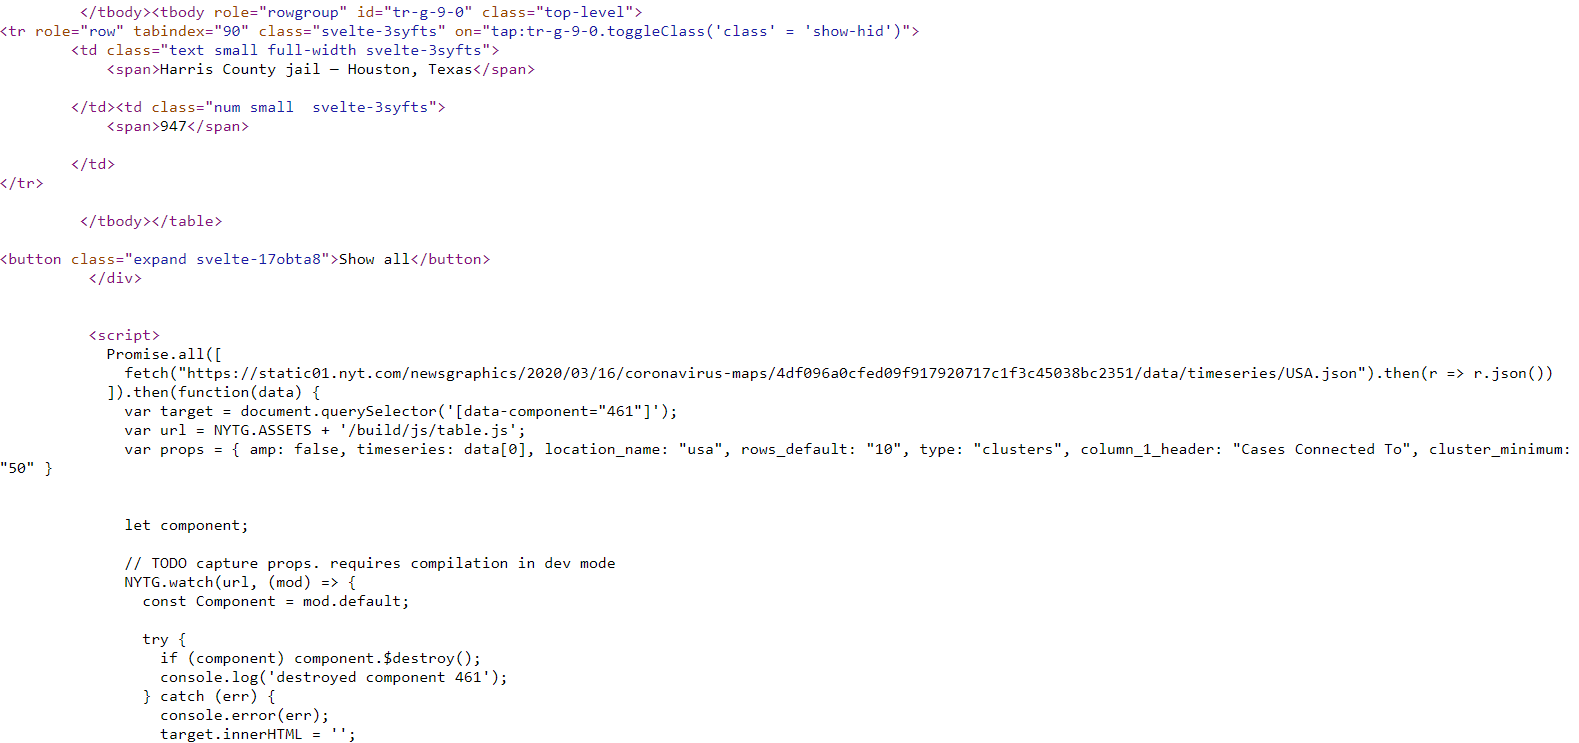 </tbody><tbody role="rowgroup" id="tr-g-9-0" class="top-level">
<tr role="row" tabindex="90" class="svelte-3syfts" on="tap:tr-g-9-0.toggleClass('class' = 'show-hid')">
<td class="text small full-width svelte-3syfts">
<span>Harris County jail — Houston, Texas</span>
</td><td class="num small  svelte-3syfts">
<span>947</span>
</td>
</tr>
</tbody></table>
<button class="expand svelte-17obta8">Show all</button>
</div>
<script>
Promise.all([
fetch("https://static01.nyt.com/newsgraphics/2020/03/16/coronavirus-maps/4df096a0cfed09f917920717c1f3c45038bc2351/data/timeseries/USA.json").then(r => r.json())
]).then(function(data) {
var target = document.querySelector('[data-component="461"]');
var url = NYTG.ASSETS + '/build/js/table.js';
var props = { amp: false, timeseries: data[0], location_name: "usa", rows_default: "10", type: "clusters", column_1_header: "Cases Connected To", cluster_minimum:
"50" }
let component;
// TODO capture props. requires compilation in dev mode
NYTG.watch(url, (mod) => {
const Component = mod.default;
try {
if (component) component.$destroy();
console.log('destroyed component 461');
} catch (err) {
console.error(err);
target.innerHTML = '';